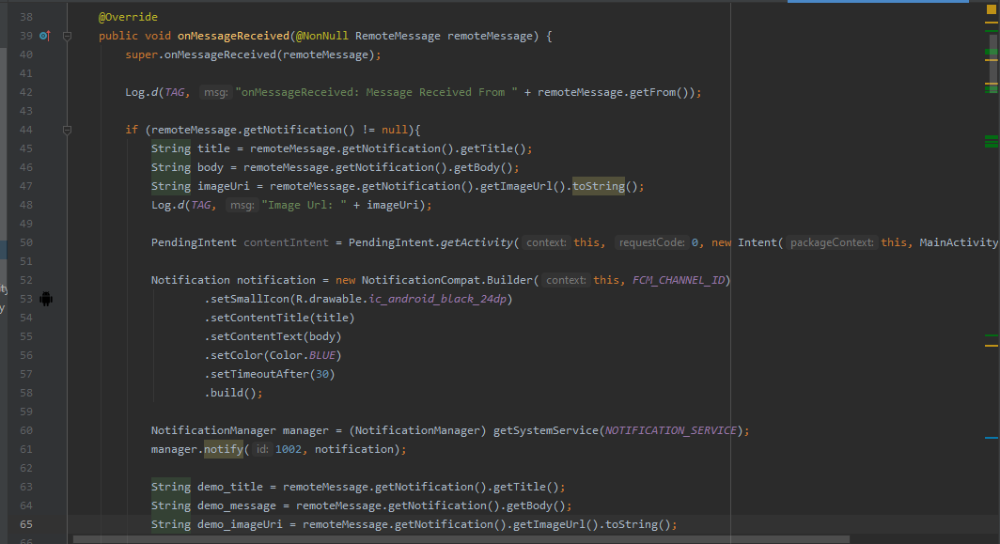 38 @Override
39 public void onMessageReceived(@NonNull RemoteMessage remoteMessage) {
40 super.onMessageReceived(remoteMessage);
41
42 Log.d(TAG, msg: "onMessageReceived: Message Received From " + remoteMessage.getFrom());
43
44 if (remoteMessage.getNotification() != null){
45 String title = remoteMessage.getNotification().getTitle();
46 String body = remoteMessage.getNotification().getBody();
47 String imageUri = remoteMessage.getNotification().getImageUrl().toString();
48 Log.d(TAG, msg: "Image Url: " + imageUri);
49
50 PendingIntent contentIntent = PendingIntent.getActivity( context: this, requestCode: 0, new Intent( packageContext: this, MainActivity
51
52 Notification notification = new NotificationCompat.Builder( context: this, FCM_CHANNEL_ID)
53 .setSmallIcon(R.drawable.ic_android_black_24dp)
54 .setContentTitle(title)
55 .setContentText(body)
56 .setColor(Color.BLUE)
57 .setTimeoutAfter(30)
58 .build();
59
60 NotificationManager manager = (NotificationManager) getSystemService(NOTIFICATION_SERVICE);
61 manager.notify( id: 1002, notification);
62
63 String demo_title = remoteMessage.getNotification().getTitle();
64 String demo_message = remoteMessage.getNotification().getBody();
65 String demo_imageUri = remoteMessage.getNotification().getImageUrl().toString();